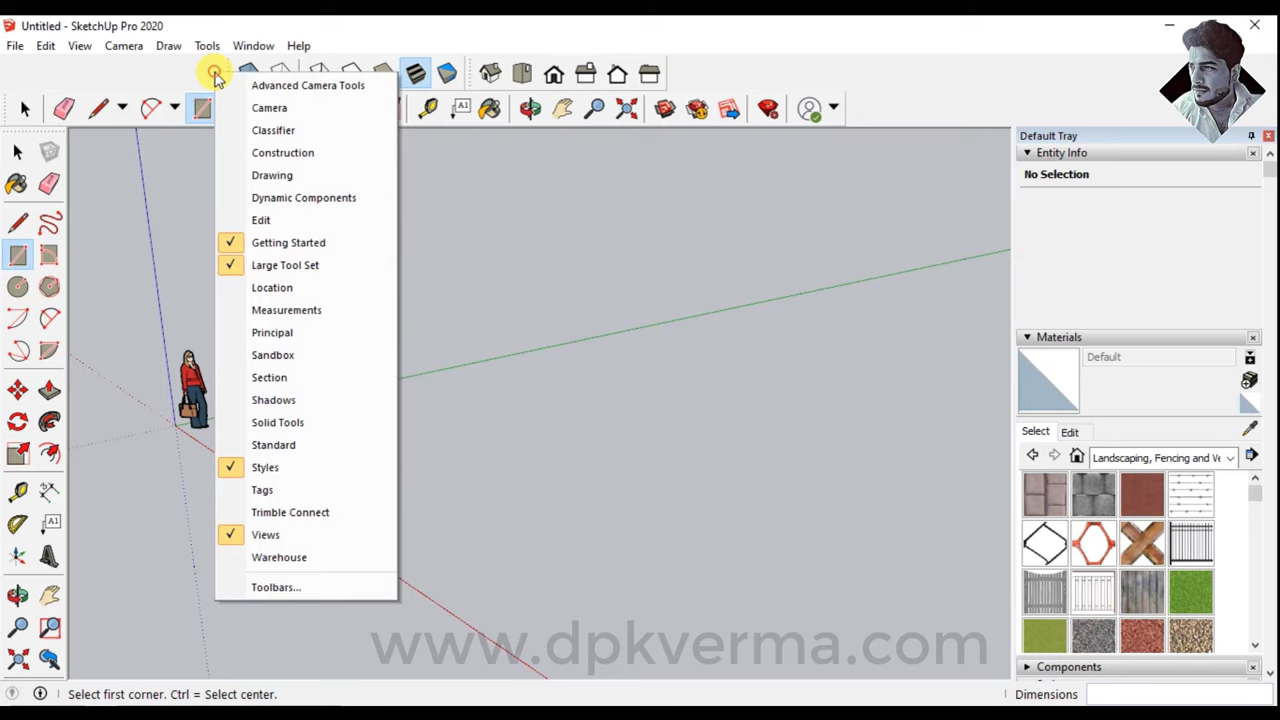 Untitled - SketchUp Pro 2020
File Edit View Camera Draw Tools Window Help
Advanced Camera Tools
Camera
Classifier
Construction
Drawing
Dynamic Components
Edit
Getting Started
Large Tool Set
Location
Measurements
Principal
Sandbox
Section
Shadows
Solid Tools
Standard
Styles
Tags
Trimble Connect
Views
Warehouse
Toolbars...
A1
A1
Default Tray
Entity Info
No Selection
Materials
Default
Select Edit
Landscaping, Fencing and Ve
Components
www.dpkverma.com
Select first corner. Ctrl = Select center.
Dimensions